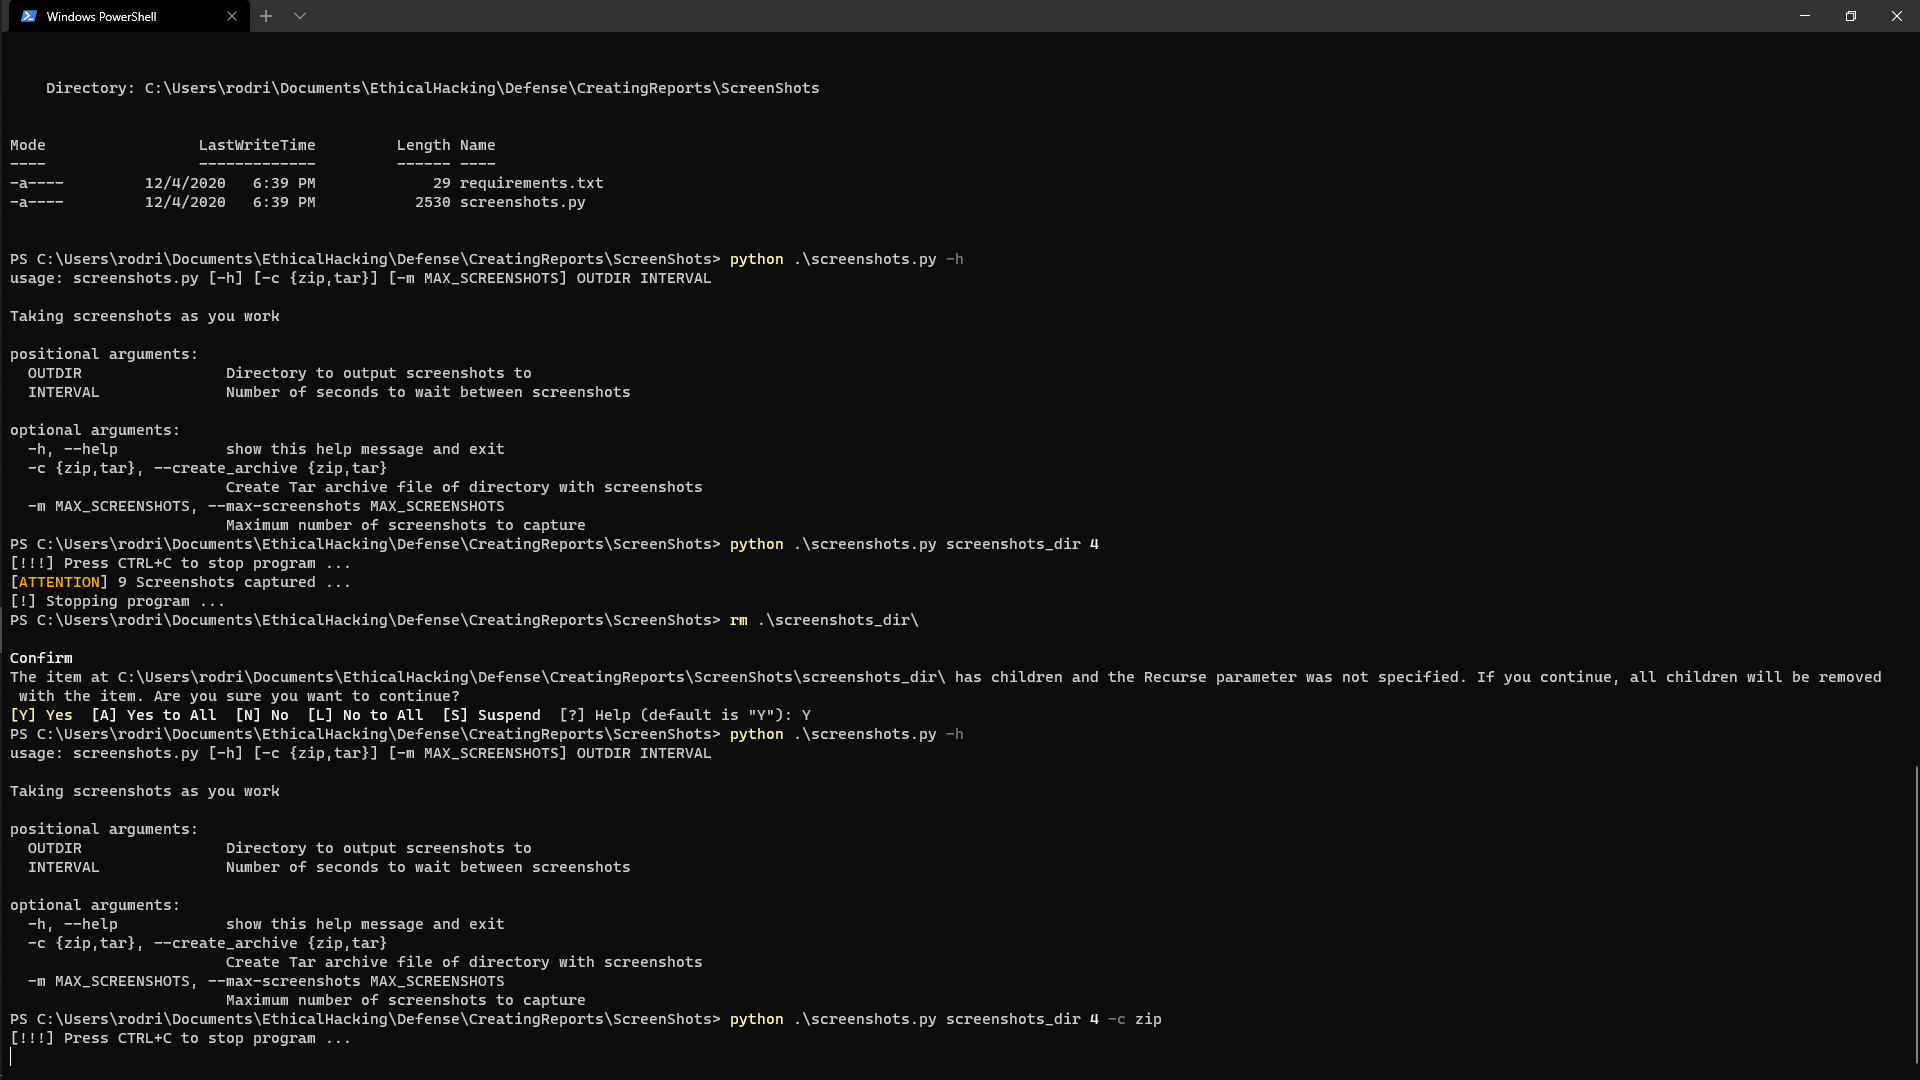 Windows PowerShell
Directory: C:\Users\rodri\Documents\EthicalHacking\Defense\CreatingReports\ScreenShots
Mode LastWriteTime Length Name
---- ------------- ------ ----
-a---- 12/4/2020 6:39 PM 29 requirements.txt
-a---- 12/4/2020 6:39 PM 2530 screenshots.py
PS C:\Users\rodri\Documents\EthicalHacking\Defense\CreatingReports\ScreenShots> python .\screenshots.py -h
usage: screenshots.py [-h] [-c {zip,tar}] [-m MAX_SCREENSHOTS] OUTDIR INTERVAL
Taking screenshots as you work
positional arguments:
OUTDIR Directory to output screenshots to
INTERVAL Number of seconds to wait between screenshots
optional arguments:
-h, --help show this help message and exit
-c {zip,tar}, --create_archive {zip,tar}
Create Tar archive file of directory with screenshots
-m MAX_SCREENSHOTS, --max-screenshots MAX_SCREENSHOTS
Maximum number of screenshots to capture
PS C:\Users\rodri\Documents\EthicalHacking\Defense\CreatingReports\ScreenShots> python .\screenshots.py screenshots_dir 4
[!!!] Press CTRL+C to stop program ...
[ATTENTION] 9 Screenshots captured ...
[!] Stopping program ...
PS C:\Users\rodri\Documents\EthicalHacking\Defense\CreatingReports\ScreenShots> rm .\screenshots_dir\
Confirm
The item at C:\Users\rodri\Documents\EthicalHacking\Defense\CreatingReports\ScreenShots\screenshots_dir\ has children and the Recurse parameter was not specified. If you continue, all children will be removed
with the item. Are you sure you want to continue?
[Y] Yes [A] Yes to All [N] No [L] No to All [S] Suspend [?] Help (default is "Y"): Y
PS C:\Users\rodri\Documents\EthicalHacking\Defense\CreatingReports\ScreenShots> python .\screenshots.py -h
usage: screenshots.py [-h] [-c {zip,tar}] [-m MAX_SCREENSHOTS] OUTDIR INTERVAL
Taking screenshots as you work
positional arguments:
OUTDIR Directory to output screenshots to
INTERVAL Number of seconds to wait between screenshots
optional arguments:
-h, --help show this help message and exit
-c {zip,tar}, --create_archive {zip,tar}
Create Tar archive file of directory with screenshots
-m MAX_SCREENSHOTS, --max-screenshots MAX_SCREENSHOTS
Maximum number of screenshots to capture
PS C:\Users\rodri\Documents\EthicalHacking\Defense\CreatingReports\ScreenShots> python .\screenshots.py screenshots_dir 4 -c zip
[!!!] Press CTRL+C to stop program ...